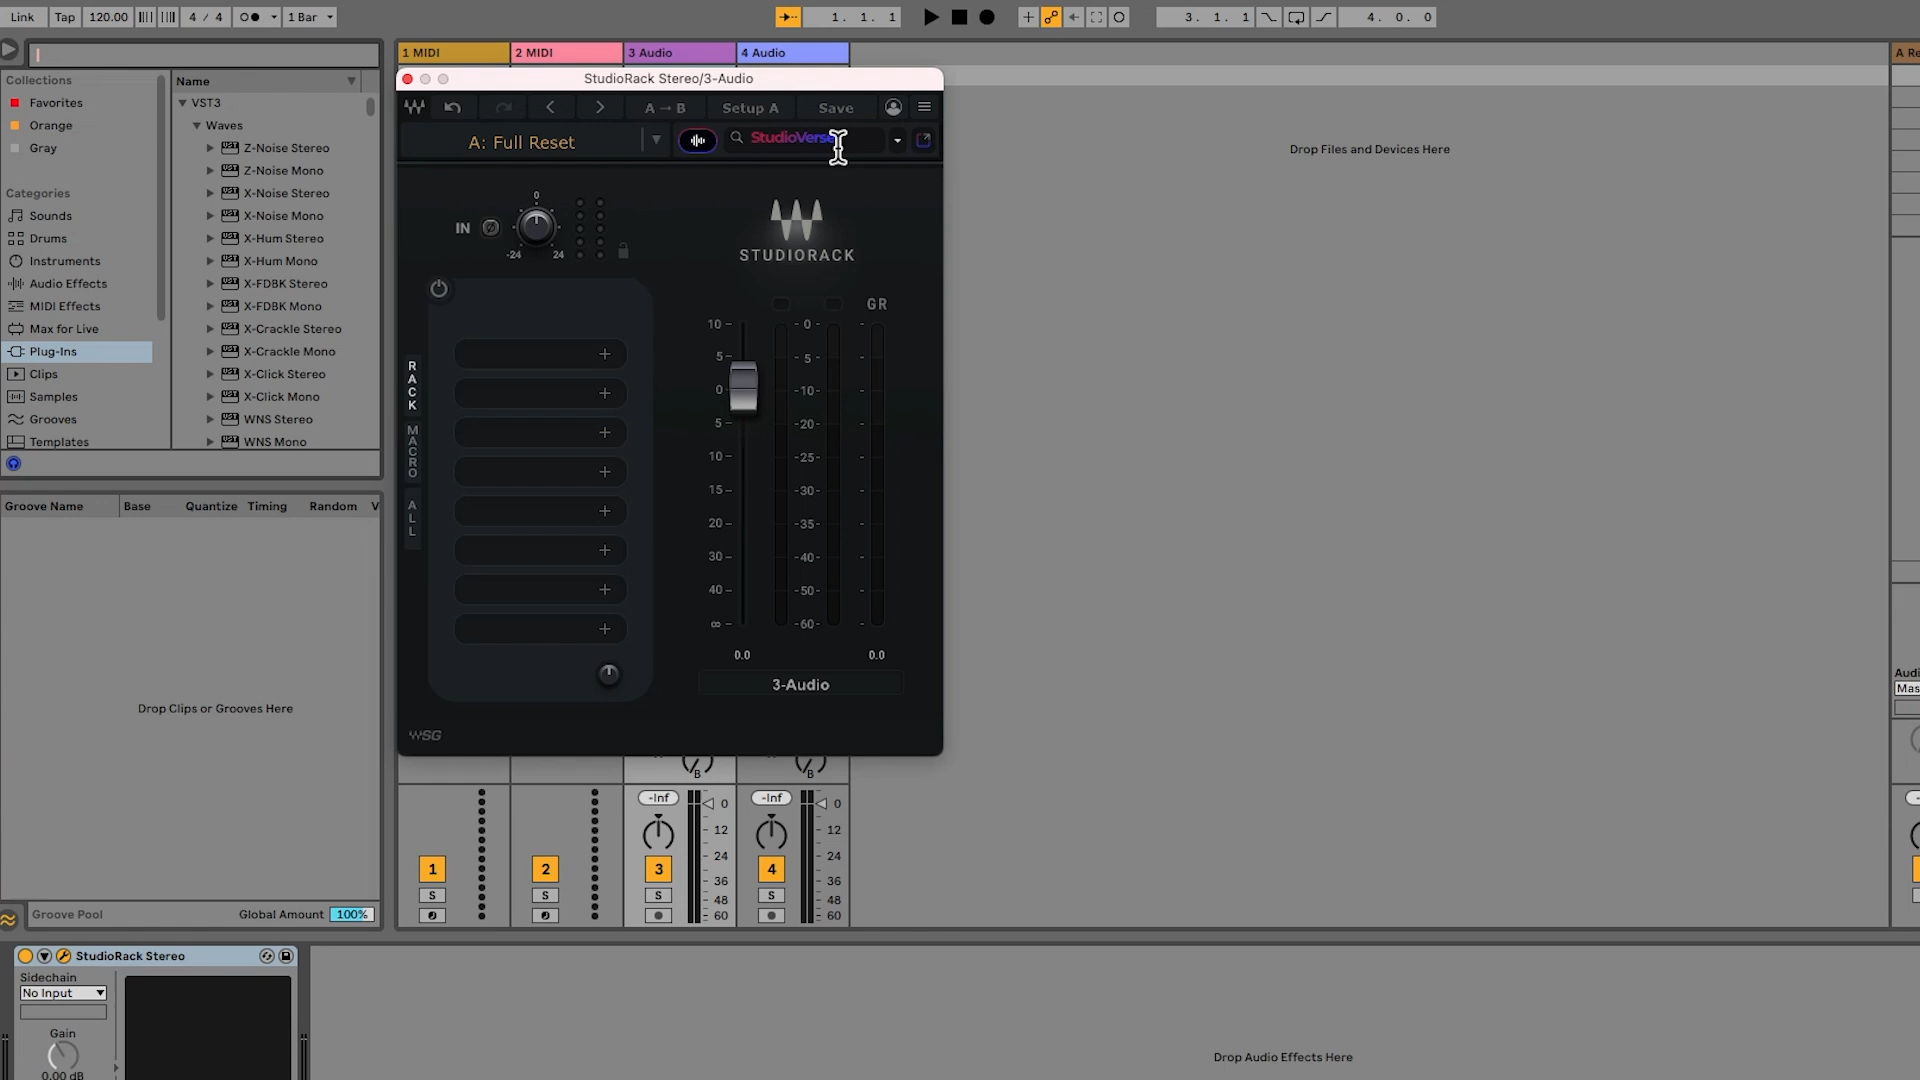 Link Tap 120.00 4 / 4 1 Bar 1. 1. 1 3. 1. 1 4. 0. 0
1 MIDI 2 MIDI 3 Audio 4 Audio A Re
StudioRack Stereo/3-Audio
Collections
Favorites
Orange
Gray
Categories
Sounds
Drums
Instruments
Audio Effects
MIDI Effects
Max for Live
Plug-Ins
Clips
Samples
Grooves
Templates
Name
VST3
Waves
Z-Noise Stereo
Z-Noise Mono
X-Noise Stereo
X-Noise Mono
X-Hum Stereo
X-Hum Mono
X-FDBK Stereo
X-FDBK Mono
X-Crackle Stereo
X-Crackle Mono
X-Click Stereo
X-Click Mono
WNS Stereo
WNS Mono
A→B Setup A Save
A: Full Reset StudioVerse
IN 0 -24 24
STUDIORACK
RACK
MACRO
ALL
GR
10 0
5 5
0 -10
5 -20
10 -25
15 -30
20 -35
30 -40
40 -50
∞ -60
0.0 0.0
3-Audio
WSG
Drop Files and Devices Here
Groove Name Base Quantize Timing Random V
Drop Clips or Grooves Here
Groove Pool Global Amount 100%
B B
-Inf 0 -Inf 0
12 12
24 24
1 2 3 36 4 36
S S S 48 S 48
60 60
Audi
Mas
StudioRack Stereo
Sidechain
No Input
Gain
0.00 dB
Drop Audio Effects Here